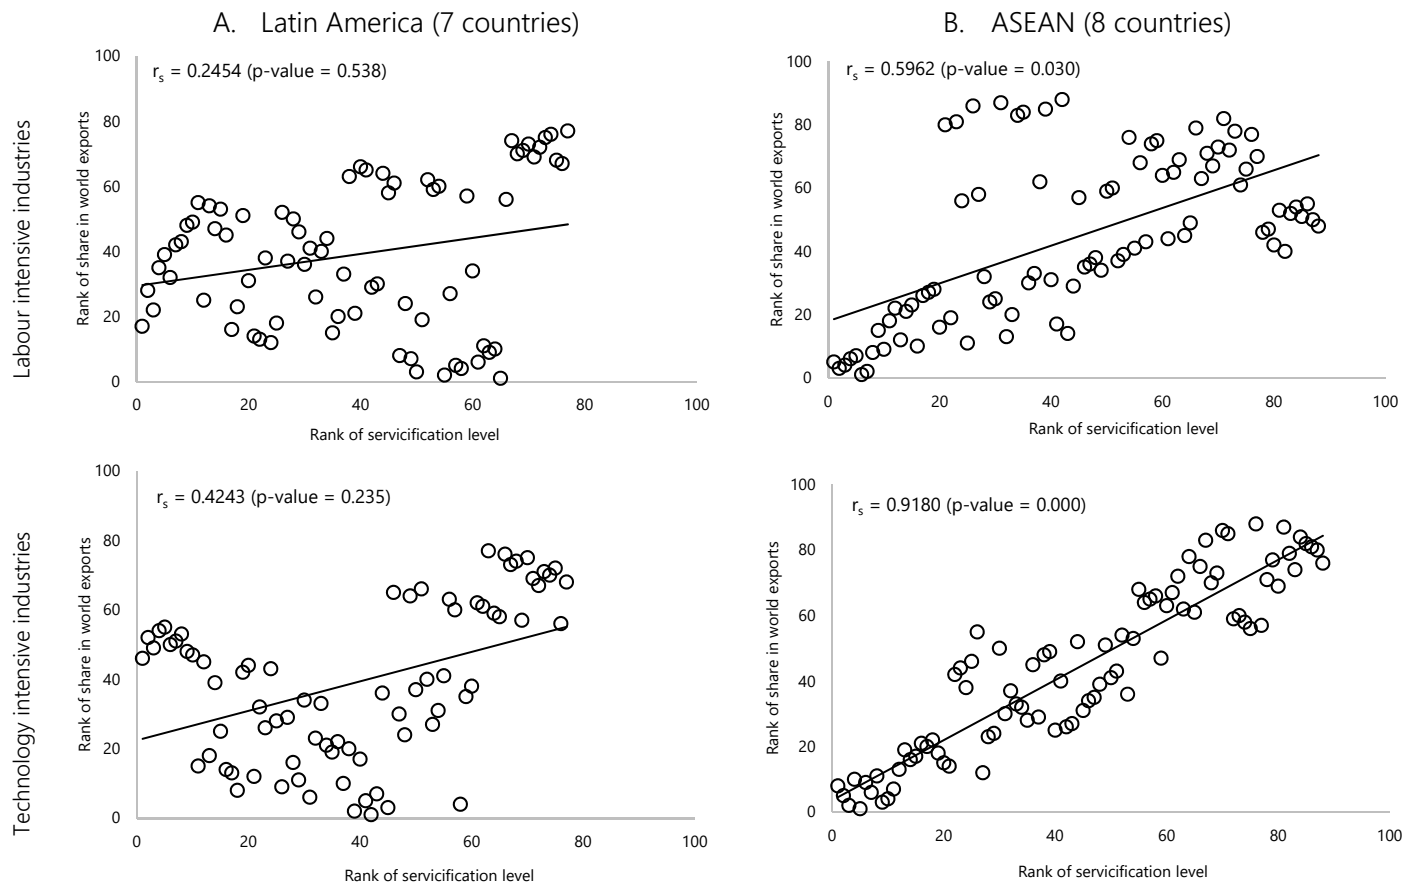 A. Latin America (7 countries)
B. ASEAN (8 countries)
Labour intensive industries
Rank of share in world exports
rs = 0.2454 (p-value = 0.538)
100
80
60
40
20
0
0 20 40 60 80 100
Rank of servicification level
Rank of share in world exports
rs = 0.5962 (p-value = 0.030)
100
80
60
40
20
0
0 20 40 60 80 100
Rank of servicification level
Technology intensive industries
Rank of share in world exports
rs = 0.4243 (p-value = 0.235)
100
80
60
40
20
0
0 20 40 60 80 100
Rank of servicification level
Rank of share in world exports
rs = 0.9180 (p-value = 0.000)
100
80
60
40
20
0
0 20 40 60 80 100
Rank of servicification level